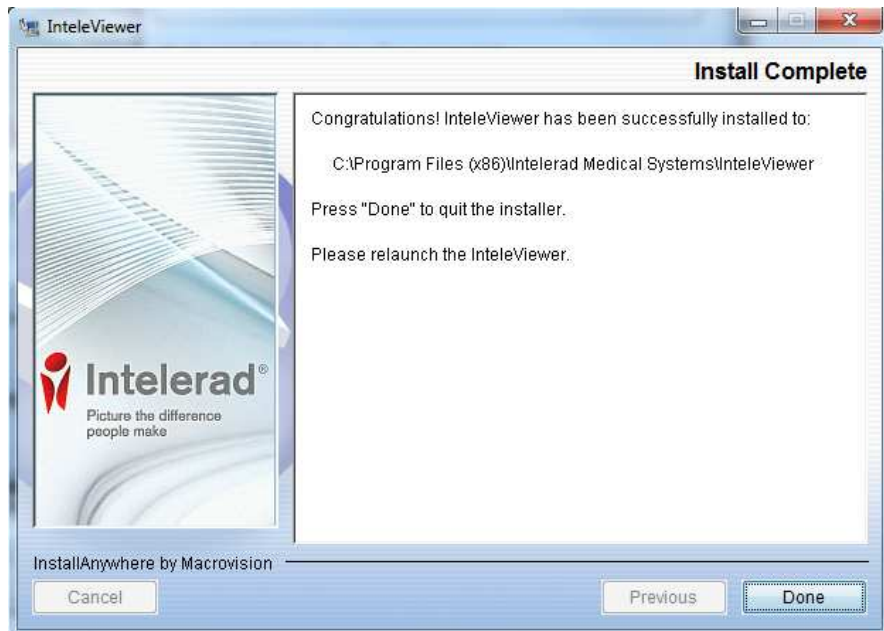 InteleViewer
Install Complete
Congratulations! InteleViewer has been successfully installed to:
C:\Program Files (x86)\Intelerad Medical Systems\InteleViewer
Press "Done" to quit the installer.
Please relaunch the InteleViewer.
Intelerad®
Picture the difference
people make
InstallAnywhere by Macrovision
Cancel
Previous
Done